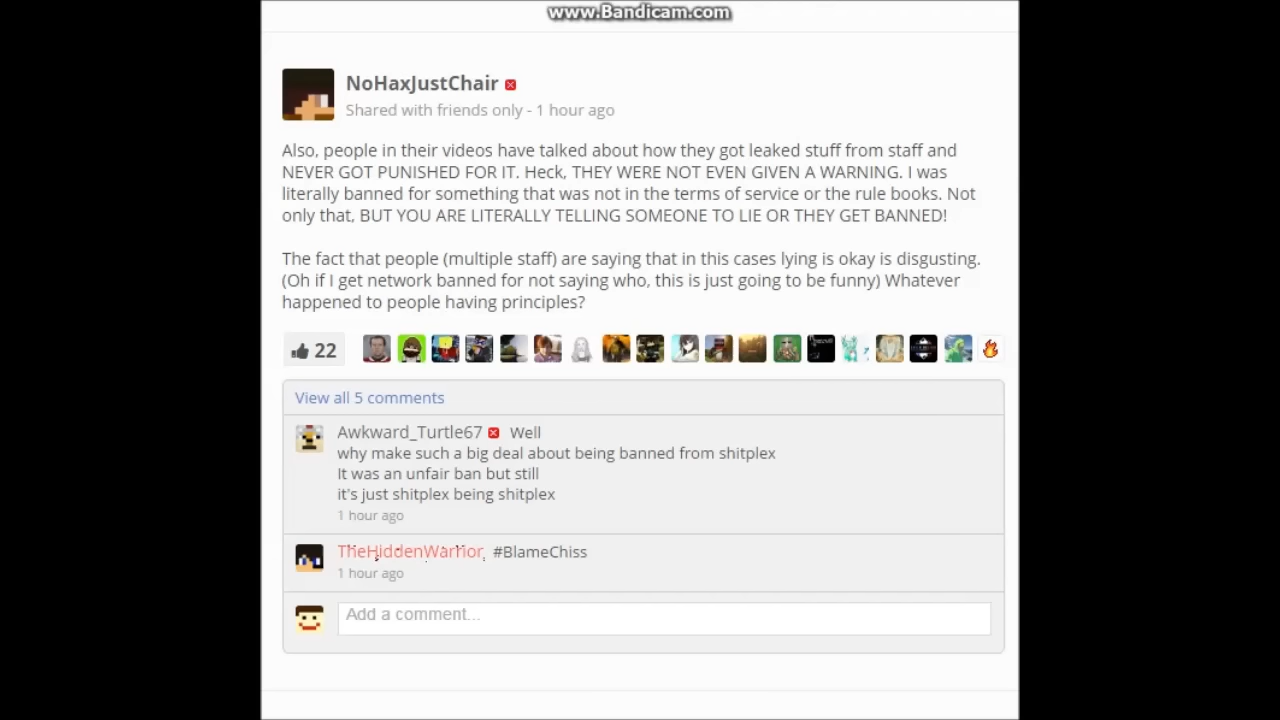 www.Bandicam.com
NoHaxJustChair
Shared with friends only - 1 hour ago
Also, people in their videos have talked about how they got leaked stuff from staff and
NEVER GOT PUNISHED FOR IT. Heck, THEY WERE NOT EVEN GIVEN A WARNING. I was
literally banned for something that was not in the terms of service or the rule books. Not
only that, BUT YOU ARE LITERALLY TELLING SOMEONE TO LIE OR THEY GET BANNED!
The fact that people (multiple staff) are saying that in this cases lying is okay is disgusting.
(Oh if I get network banned for not saying who, this is just going to be funny) Whatever
happened to people having principles?
22
View all 5 comments
Awkward_Turtle67 Well
why make such a big deal about being banned from shitplex
It was an unfair ban but still
it's just shitplex being shitplex
1 hour ago
TheHiddenWarrior #BlameChiss
1 hour ago
Add a comment...